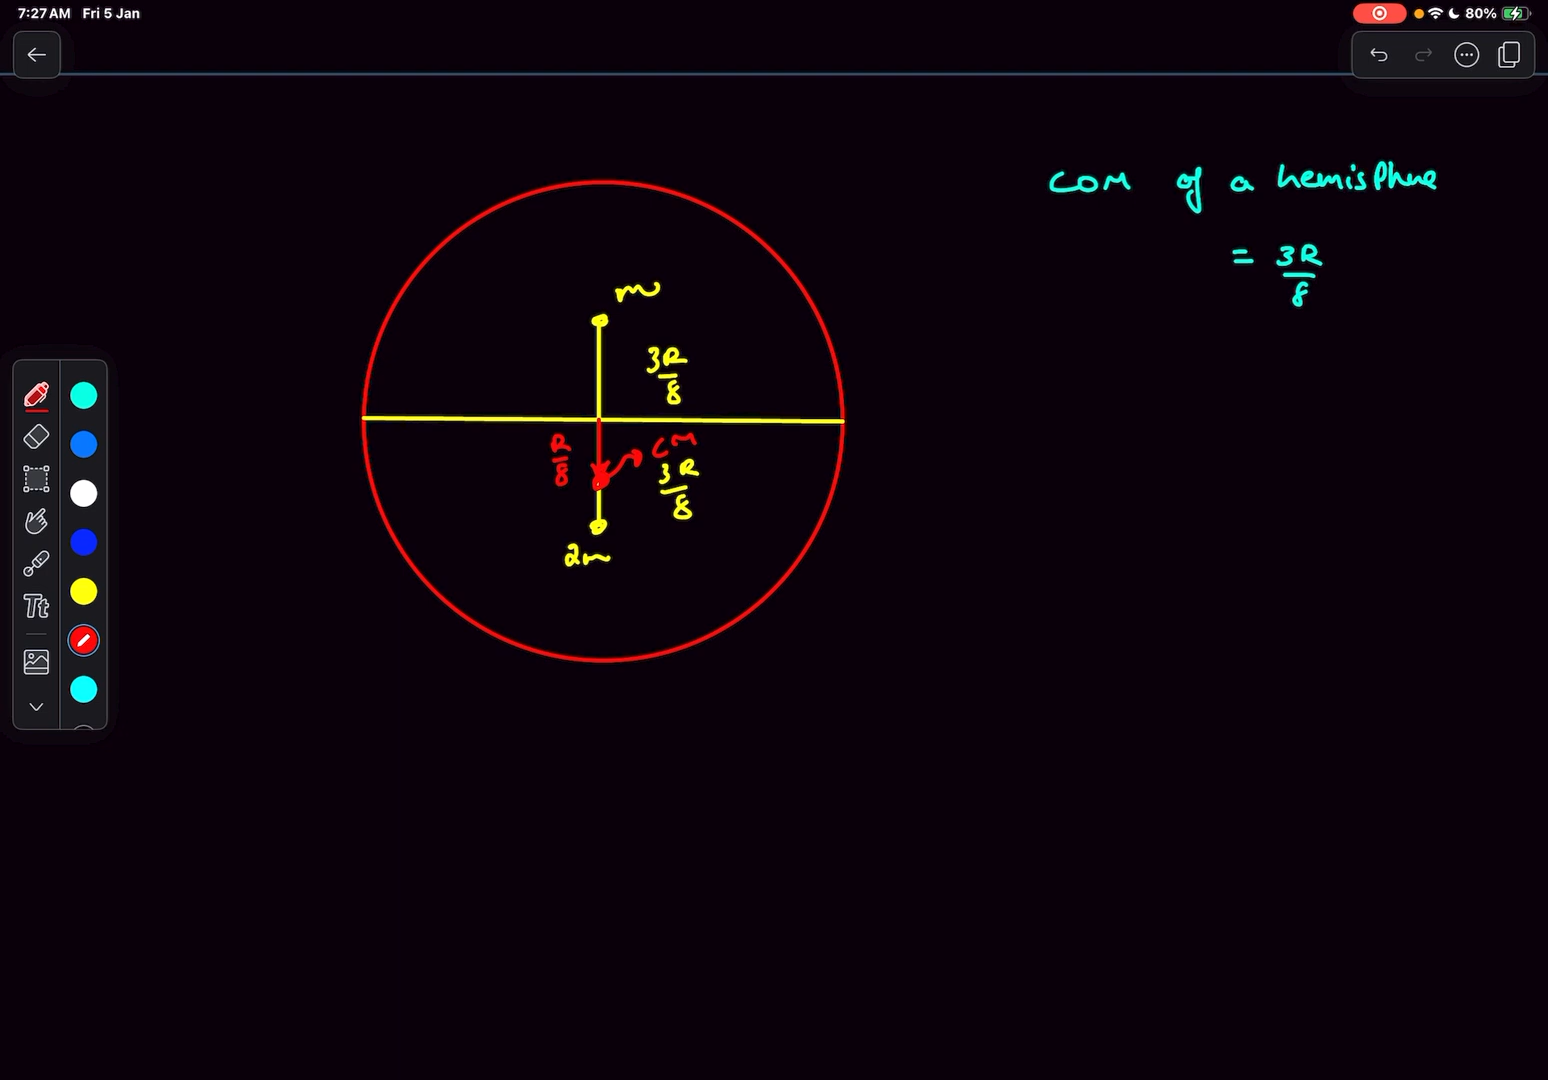 7:27 AM Fri 5 Jan
80%
COM of a hemisphere
= 3R/8
m
3R/8
R/8
CM
3R/8
2m
Tt